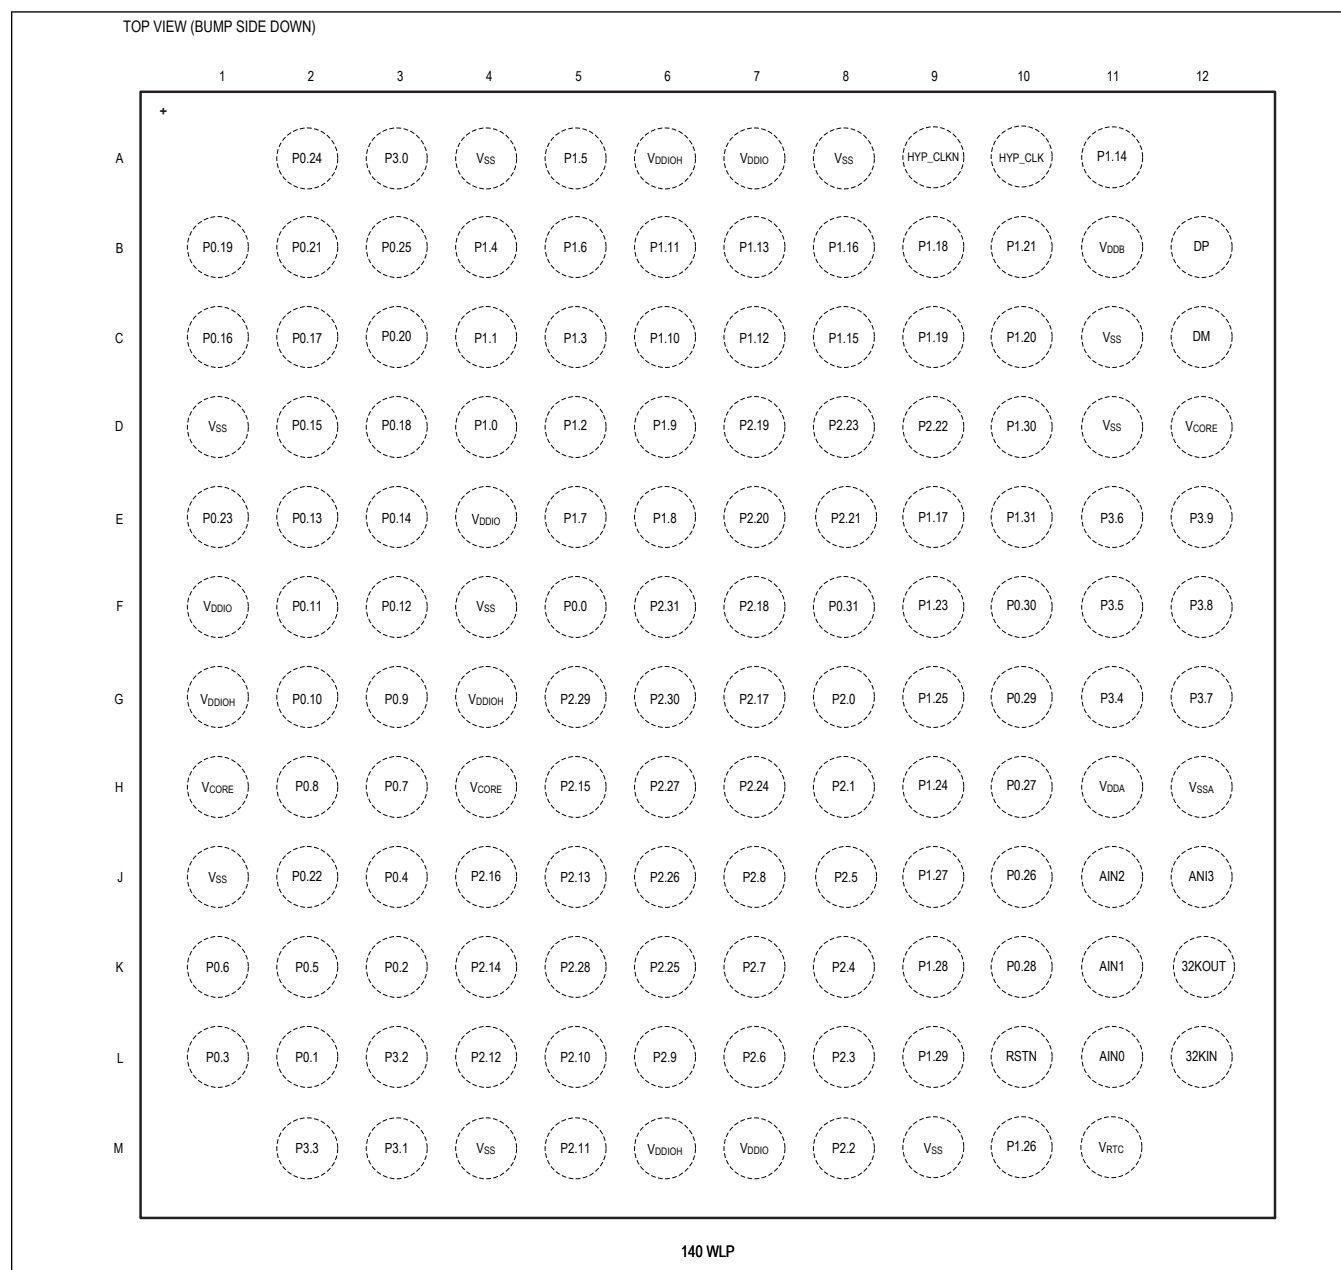 TOP VIEW (BUMP SIDE DOWN)
1 2 3 4 5 6 7 8 9 10 11 12
+
A P0.24 P3.0 VSS P1.5 VDDIOH VDDIO VSS HYP_CLKN HYP_CLK P1.14
B P0.19 P0.21 P0.25 P1.4 P1.6 P1.11 P1.13 P1.16 P1.18 P1.21 VDDB DP
C P0.16 P0.17 P0.20 P1.1 P1.3 P1.10 P1.12 P1.15 P1.19 P1.20 VSS DM
D VSS P0.15 P0.18 P1.0 P1.2 P1.9 P2.19 P2.23 P2.22 P1.30 VSS VCORE
E P0.23 P0.13 P0.14 VDDIO P1.7 P1.8 P2.20 P2.21 P1.17 P1.31 P3.6 P3.9
F VDDIO P0.11 P0.12 VSS P0.0 P2.31 P2.18 P0.31 P1.23 P0.30 P3.5 P3.8
G VDDIOH P0.10 P0.9 VDDIOH P2.29 P2.30 P2.17 P2.0 P1.25 P0.29 P3.4 P3.7
H VCORE P0.8 P0.7 VCORE P2.15 P2.27 P2.24 P2.1 P1.24 P0.27 VDDA VSSA
J VSS P0.22 P0.4 P2.16 P2.13 P2.26 P2.8 P2.5 P1.27 P0.26 AIN2 ANI3
K P0.6 P0.5 P0.2 P2.14 P2.28 P2.25 P2.7 P2.4 P1.28 P0.28 AIN1 32KOUT
L P0.3 P0.1 P3.2 P2.12 P2.10 P2.9 P2.6 P2.3 P1.29 RSTN AIN0 32KIN
M P3.3 P3.1 VSS P2.11 VDDIOH VDDIO P2.2 VSS P1.26 VRTC
140 WLP